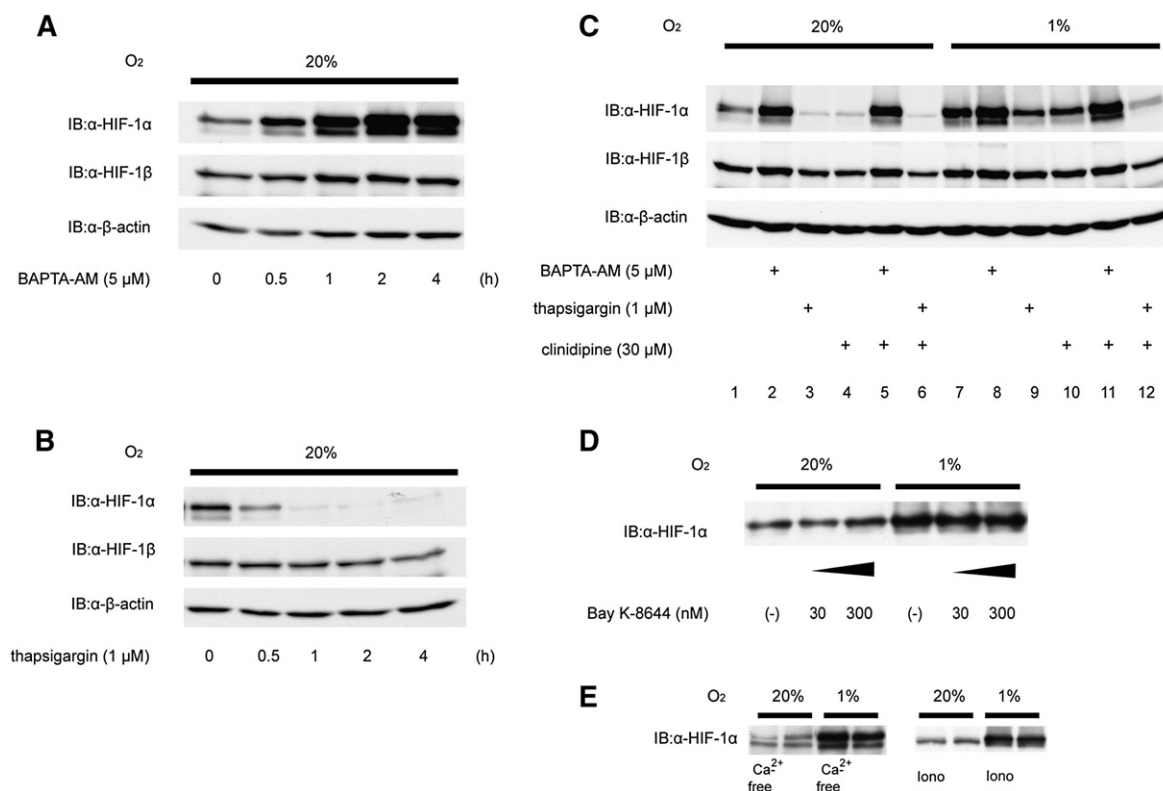 A
O₂
20%
IB:α-HIF-1α
IB:α-HIF-1β
IB:α-β-actin
BAPTA-AM (5 µM) 0 0.5 1 2 4 (h)
B
O₂
20%
IB:α-HIF-1α
IB:α-HIF-1β
IB:α-β-actin
thapsigargin (1 µM) 0 0.5 1 2 4 (h)
C
O₂ 20% 1%
IB:α-HIF-1α
IB:α-HIF-1β
IB:α-β-actin
BAPTA-AM (5 µM) + + + +
thapsigargin (1 µM) + + + +
clinidipine (30 µM) + + + + + +
1 2 3 4 5 6 7 8 9 10 11 12
D
O₂ 20% 1%
IB:α-HIF-1α
Bay K-8644 (nM) (-) 30 300 (-) 30 300
E
O₂ 20% 1% 20% 1%
IB:α-HIF-1α
Ca²⁺ Ca²⁺
free free
- - Iono - Iono